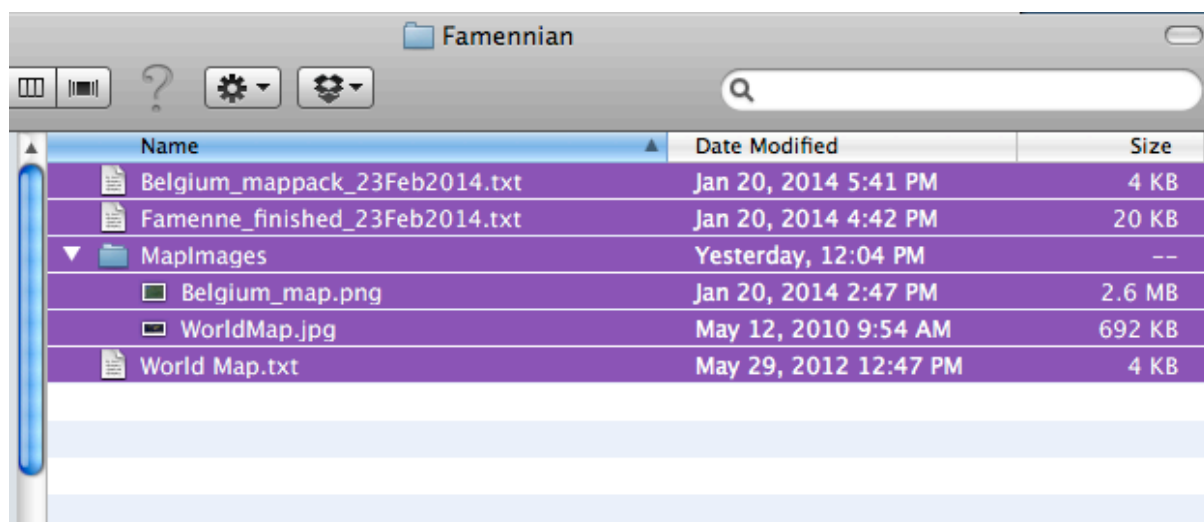 Famennian
Name Date Modified Size
Belgium_mappack_23Feb2014.txt Jan 20, 2014 5:41 PM 4 KB
Famenne_finished_23Feb2014.txt Jan 20, 2014 4:42 PM 20 KB
MapImages Yesterday, 12:04 PM --
Belgium_map.png Jan 20, 2014 2:47 PM 2.6 MB
WorldMap.jpg May 12, 2010 9:54 AM 692 KB
World Map.txt May 29, 2012 12:47 PM 4 KB